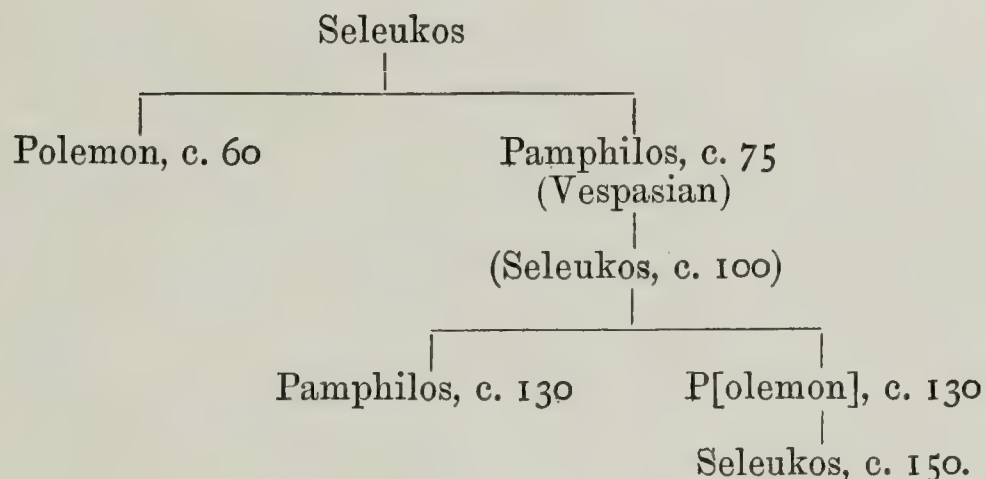 Seleukos
Polemon, c. 60 Pamphilos, c. 75
(Vespasian)
(Seleukos, c. 100)
Pamphilos, c. 130 P[olemon], c. 130
Seleukos, c. 150.